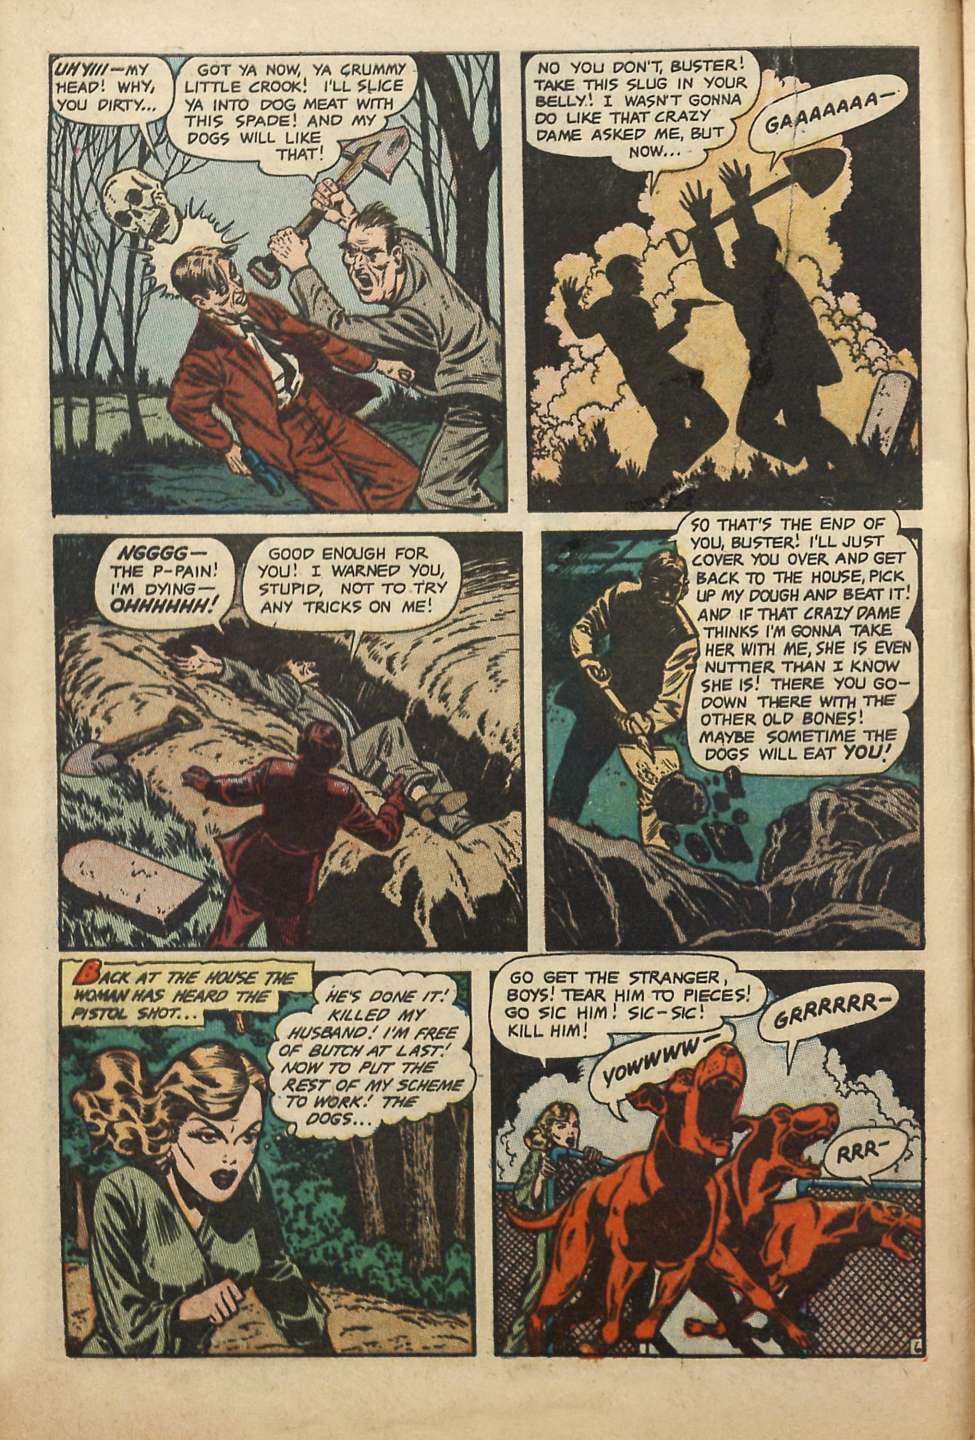 UHYIII—MY
HEAD! WHY,
YOU DIRTY...
GOT YA NOW, YA CRUMMY
LITTLE CROOK! I'LL SLICE
YA INTO DOG MEAT WITH
THIS SPADE! AND MY
DOGS WILL LIKE
THAT!
NO YOU DON'T, BUSTER!
TAKE THIS SLUG IN YOUR
BELLY! I WASN'T GONNA
DO LIKE THAT CRAZY
DAME ASKED ME, BUT
NOW...
GAAAAAAA—
NGGGG—
THE P-PAIN!
I'M DYING—
OHHHHHH!
GOOD ENOUGH FOR
YOU! I WARNED YOU,
STUPID, NOT TO TRY
ANY TRICKS ON ME!
SO THAT'S THE END OF
YOU, BUSTER! I'LL JUST
COVER YOU OVER AND GET
BACK TO THE HOUSE, PICK
UP MY DOUGH AND BEAT IT!
AND IF THAT CRAZY DAME
THINKS I'M GONNA TAKE
HER WITH ME, SHE IS EVEN
NUTTIER THAN I KNOW
SHE IS! THERE YOU GO—
DOWN THERE WITH THE
OTHER OLD BONES!
MAYBE SOMETIME THE
DOGS WILL EAT YOU!
BACK AT THE HOUSE THE
WOMAN HAS HEARD THE
PISTOL SHOT...
HE'S DONE IT!
KILLED MY
HUSBAND! I'M FREE
OF BUTCH AT LAST!
NOW TO PUT THE
REST OF MY SCHEME
TO WORK! THE
DOGS...
GO GET THE STRANGER,
BOYS! TEAR HIM TO PIECES!
GO SIC HIM! SIC-SIC!
KILL HIM!
YOWWWW—
GRRRRRR—
RRR—
6